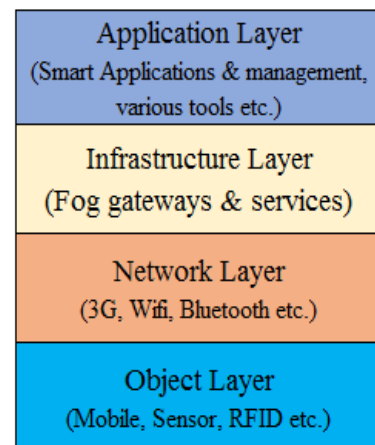 Application Layer
(Smart Applications & management,
various tools etc.)
Infrastructure Layer
(Fog gateways & services)
Network Layer
(3G, Wifi, Bluetooth etc.)
Object Layer
(Mobile, Sensor, RFID etc.)